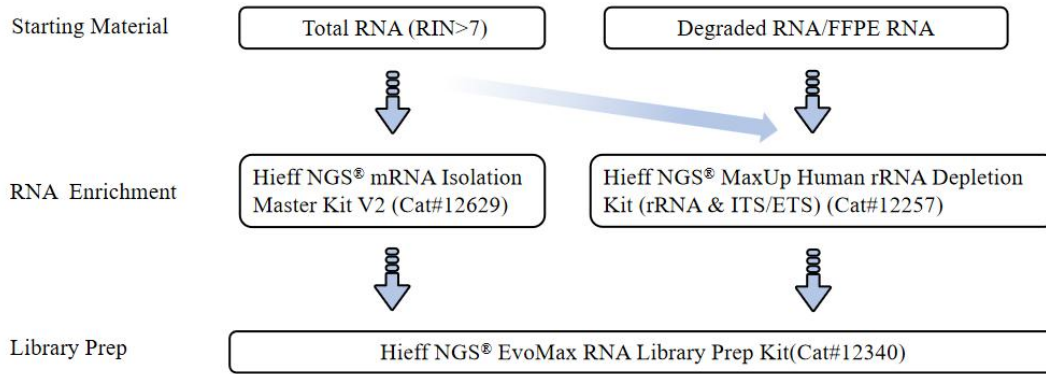 Starting Material
Total RNA (RIN>7)
Degraded RNA/FFPE RNA
RNA Enrichment
Hieff NGS® mRNA Isolation
Master Kit V2 (Cat#12629)
Hieff NGS® MaxUp Human rRNA Depletion
Kit (rRNA & ITS/ETS) (Cat#12257)
Library Prep
Hieff NGS® EvoMax RNA Library Prep Kit(Cat#12340)